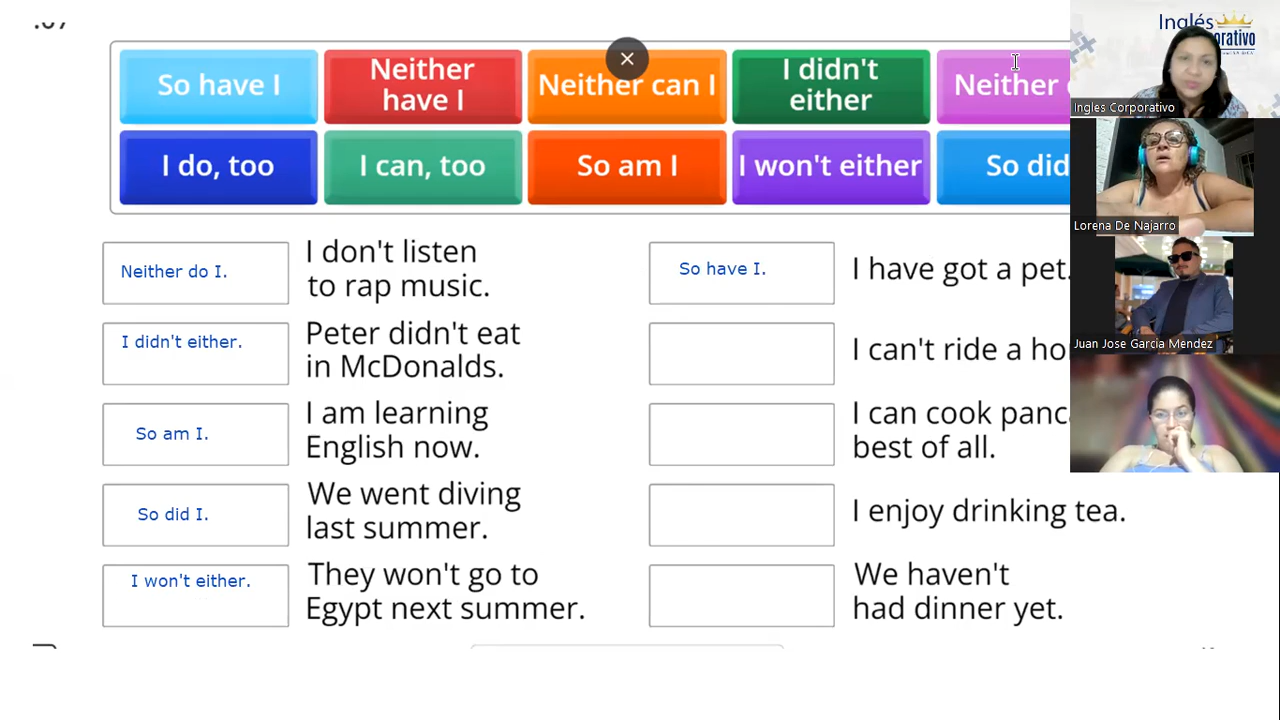 So have I
Neither
have I
Neither can I
I didn't
either
Neither
I do, too
I can, too
So am I
I won't either
So did
Neither do I.
I don't listen
to rap music.
I didn't either.
Peter didn't eat
in McDonalds.
So am I.
I am learning
English now.
So did I.
We went diving
last summer.
I won't either.
They won't go to
Egypt next summer.
So have I.
I have got a pet.
I can't ride a
I can cook
best of all.
I enjoy drinking tea.
We haven't
had dinner yet.
Inglés
Ingles Corporativo
Lorena De Najarro
Juan Jose Garcia Mendez